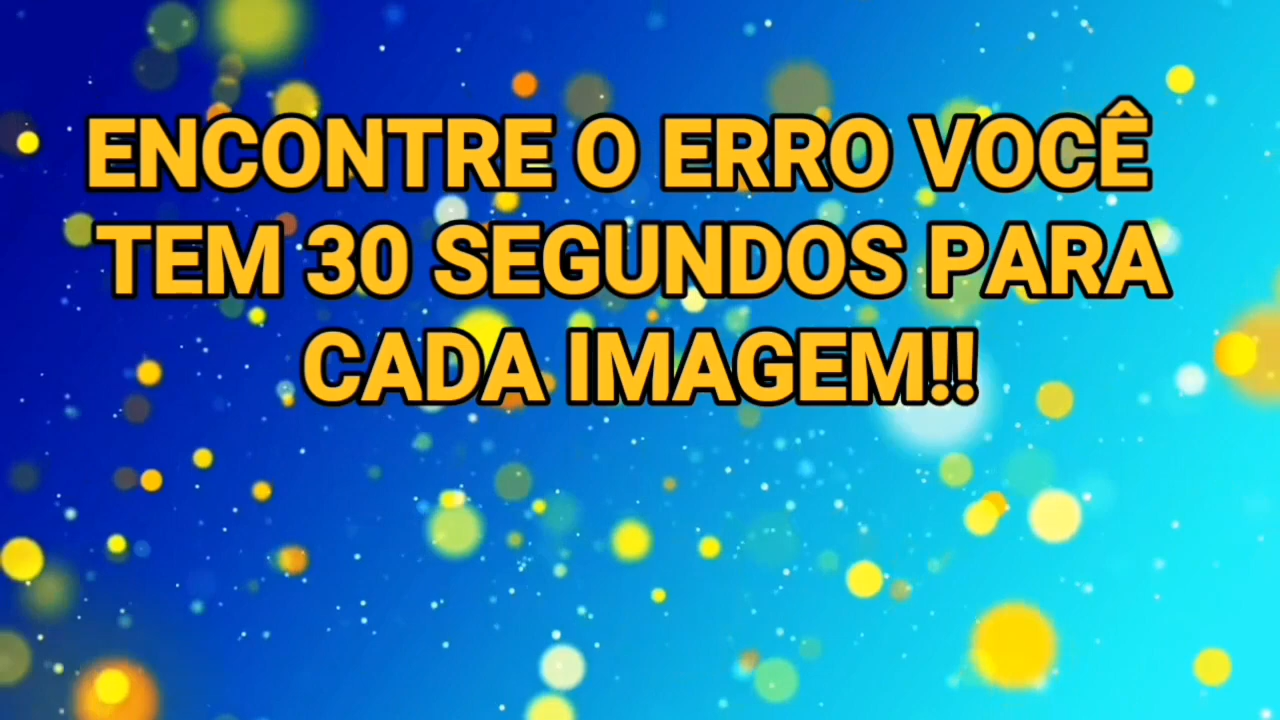 ENCONTRE O ERRO VOCÊ
TEM 30 SEGUNDOS PARA
CADA IMAGEM!!